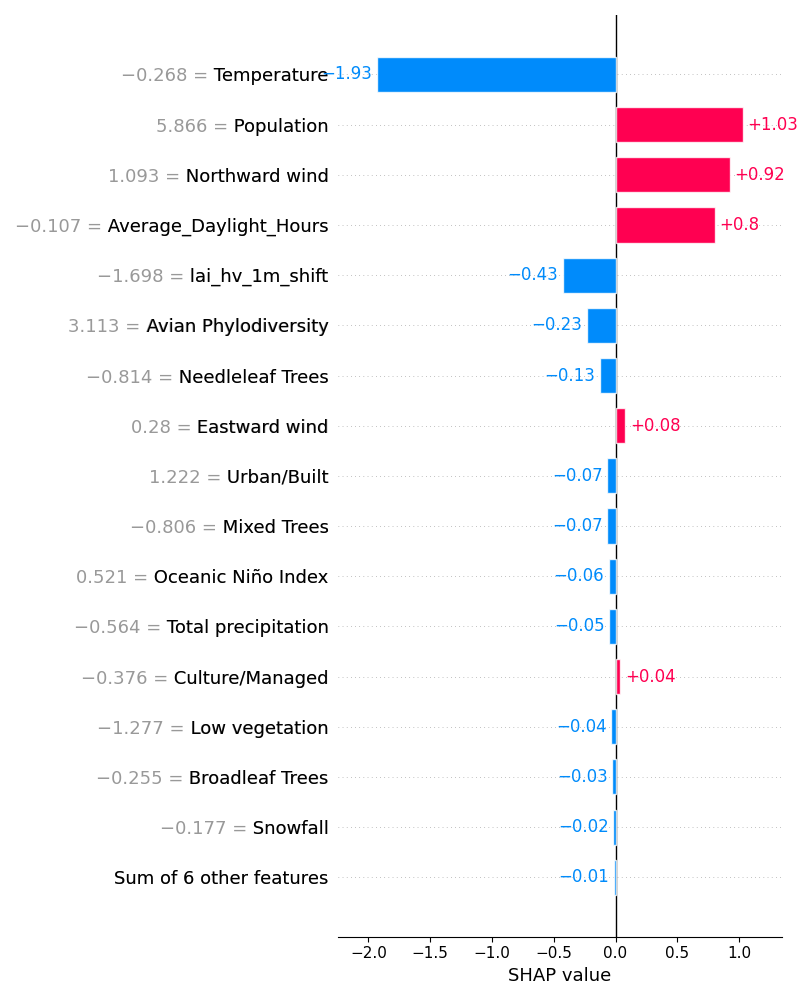 −0.268 = Temperature −1.93
5.866 = Population +1.03
1.093 = Northward wind +0.92
−0.107 = Average_Daylight_Hours +0.8
−1.698 = lai_hv_1m_shift −0.43
3.113 = Avian Phylodiversity −0.23
−0.814 = Needleleaf Trees −0.13
0.28 = Eastward wind +0.08
1.222 = Urban/Built −0.07
−0.806 = Mixed Trees −0.07
0.521 = Oceanic Niño Index −0.06
−0.564 = Total precipitation −0.05
−0.376 = Culture/Managed +0.04
−1.277 = Low vegetation −0.04
−0.255 = Broadleaf Trees −0.03
−0.177 = Snowfall −0.02
Sum of 6 other features −0.01
−2.0 −1.5 −1.0 −0.5 0.0 0.5 1.0
SHAP value